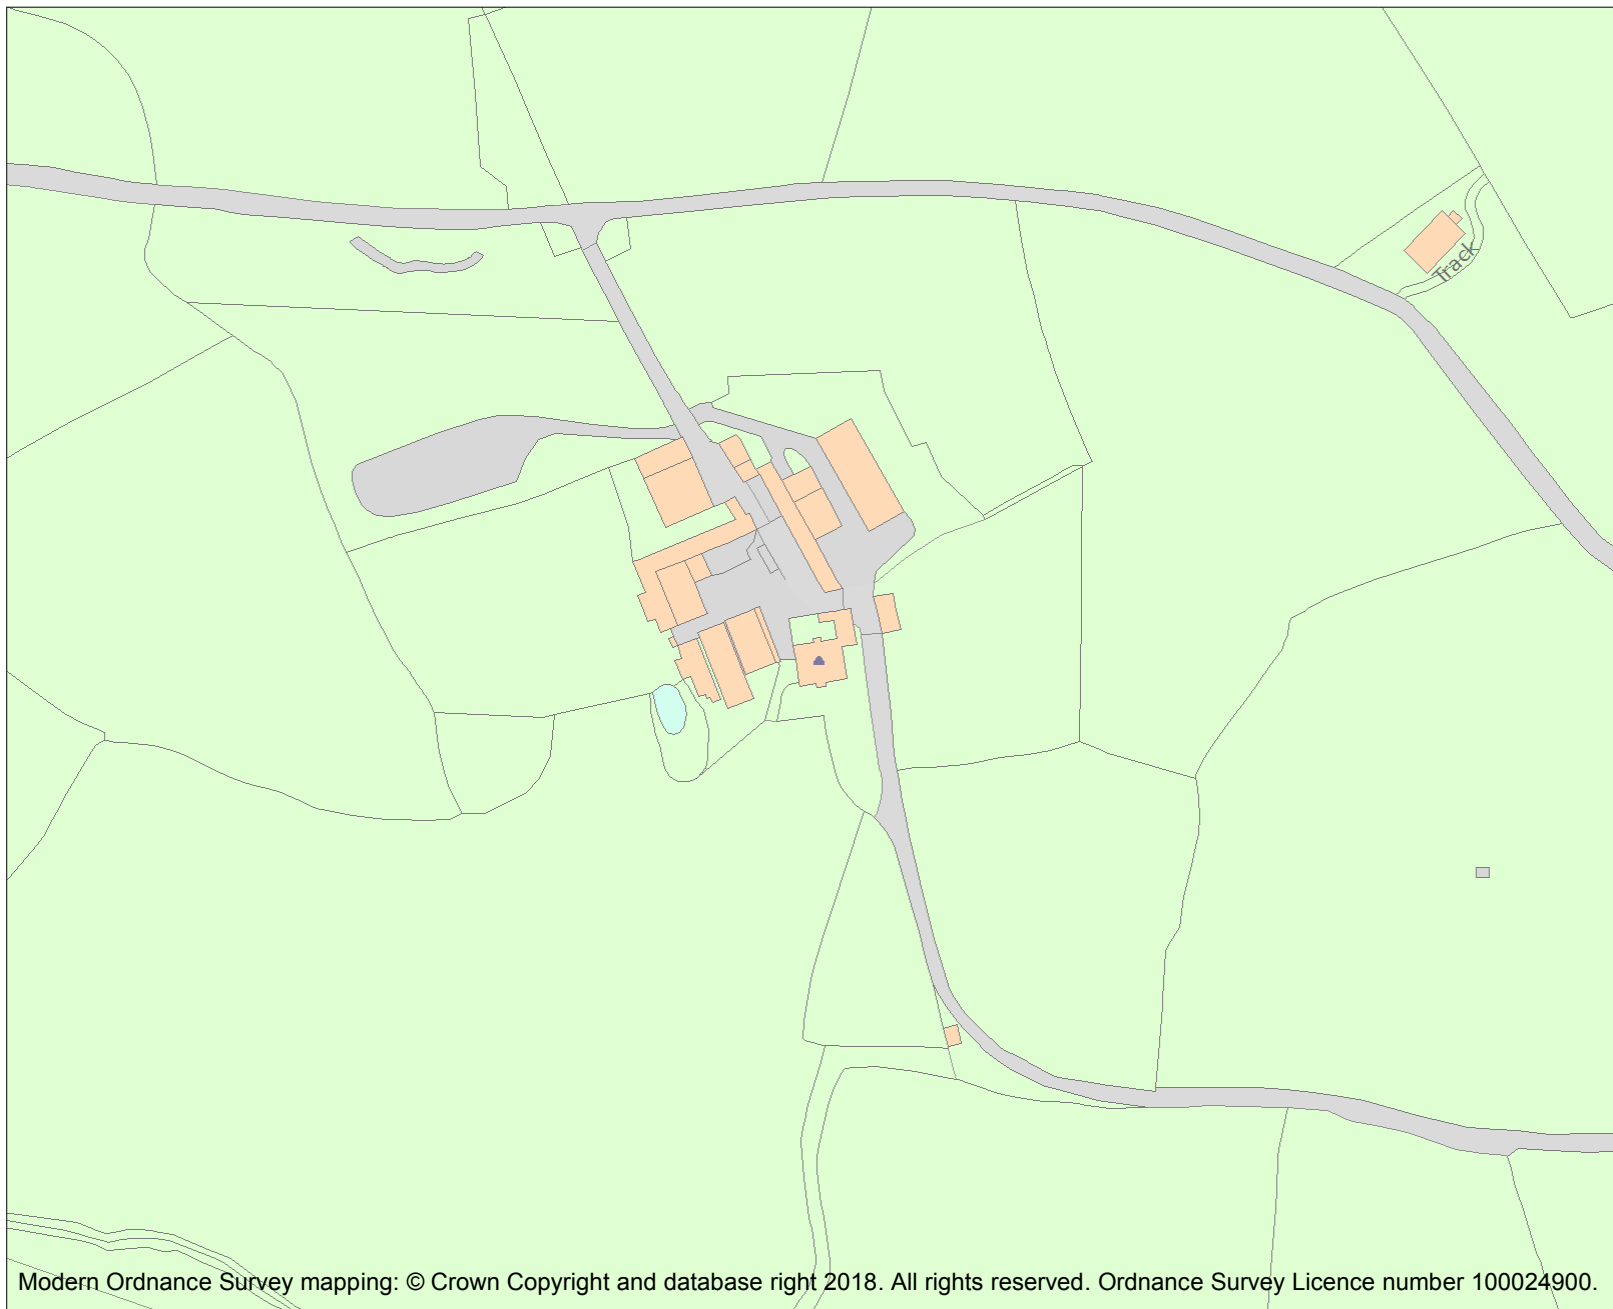 Track
Modern Ordnance Survey mapping: © Crown Copyright and database right 2018. All rights reserved. Ordnance Survey Licence number 100024900.